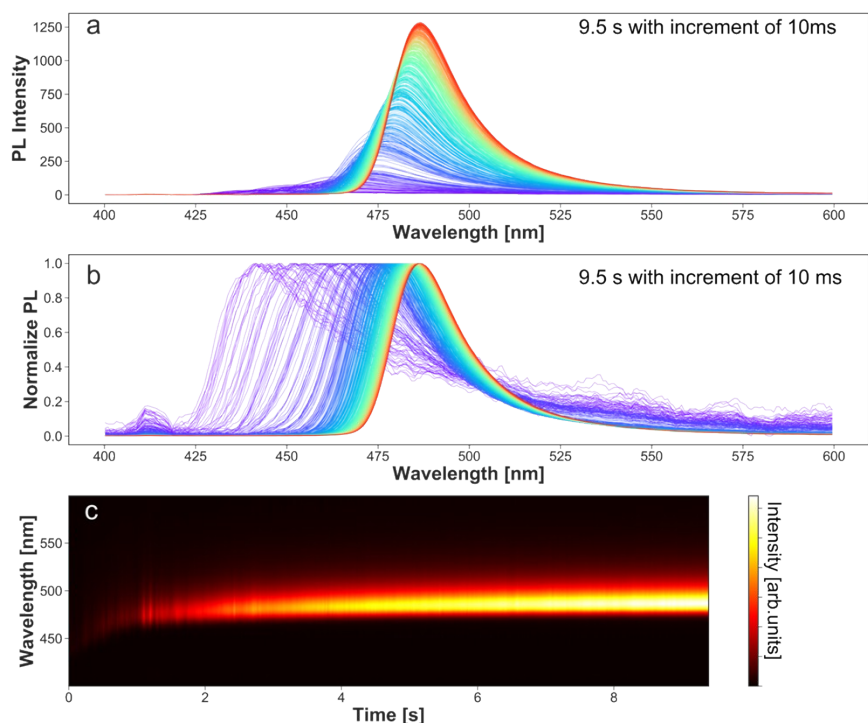 a
9.5 s with increment of 10ms
PL Intensity
1250
1000
750
500
250
0
400 425 450 475 500 525 550 575 600
Wavelength [nm]
b
9.5 s with increment of 10 ms
Normalize PL
1.0
0.8
0.6
0.4
0.2
0.0
400 425 450 475 500 525 550 575 600
Wavelength [nm]
c
Wavelength [nm]
550
500
450
0 2 4 6 8
Time [s]
Intensity [arb.units]